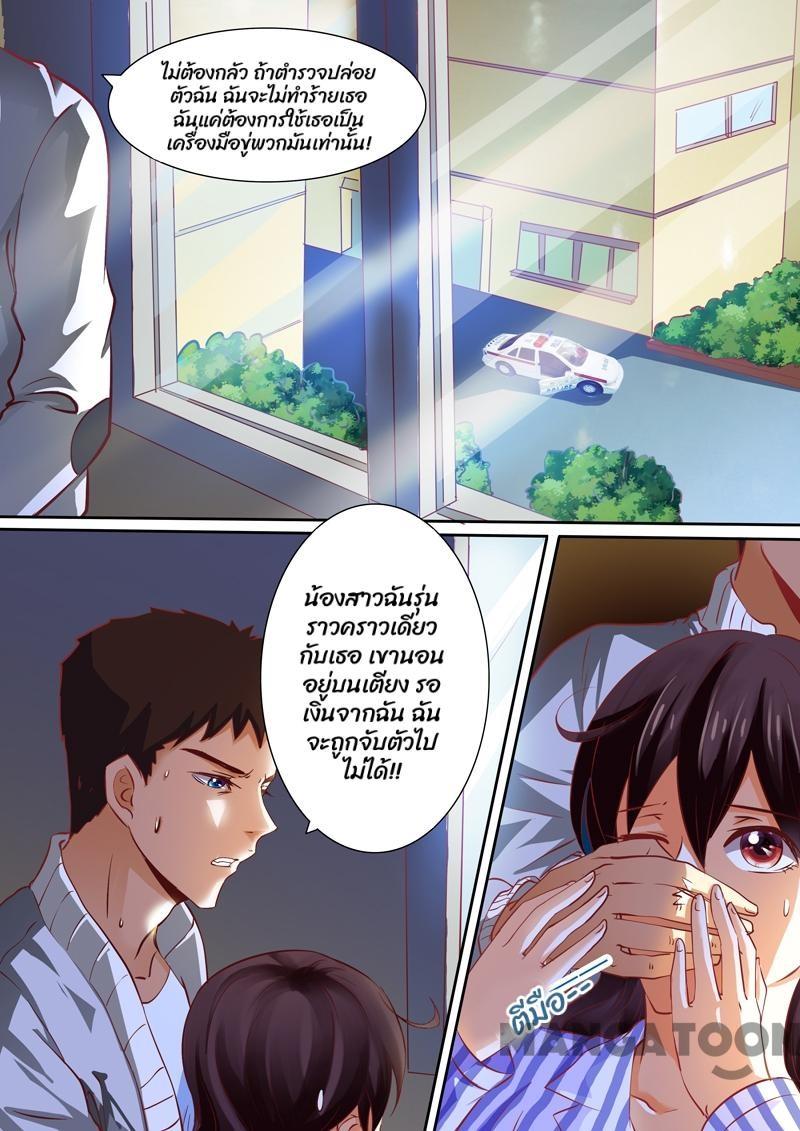 ไม่ต้องกลัว ถ้าตำรวจปล่อย
ตัวฉัน ฉันจะไม่ทำร้ายเธอ
ฉันแค่ต้องการใช้เธอเป็น
เครื่องมือขู่พวกมันเท่านั้น!
POLICE
น้องสาวฉันรุ่น
ราวคราวเดียว
กับเธอ เขานอน
อยู่บนเตียง รอ
เงินจากฉัน ฉัน
จะถูกจับตัวไป
ไม่ได้!!
ตีมือ--
MANGATOON